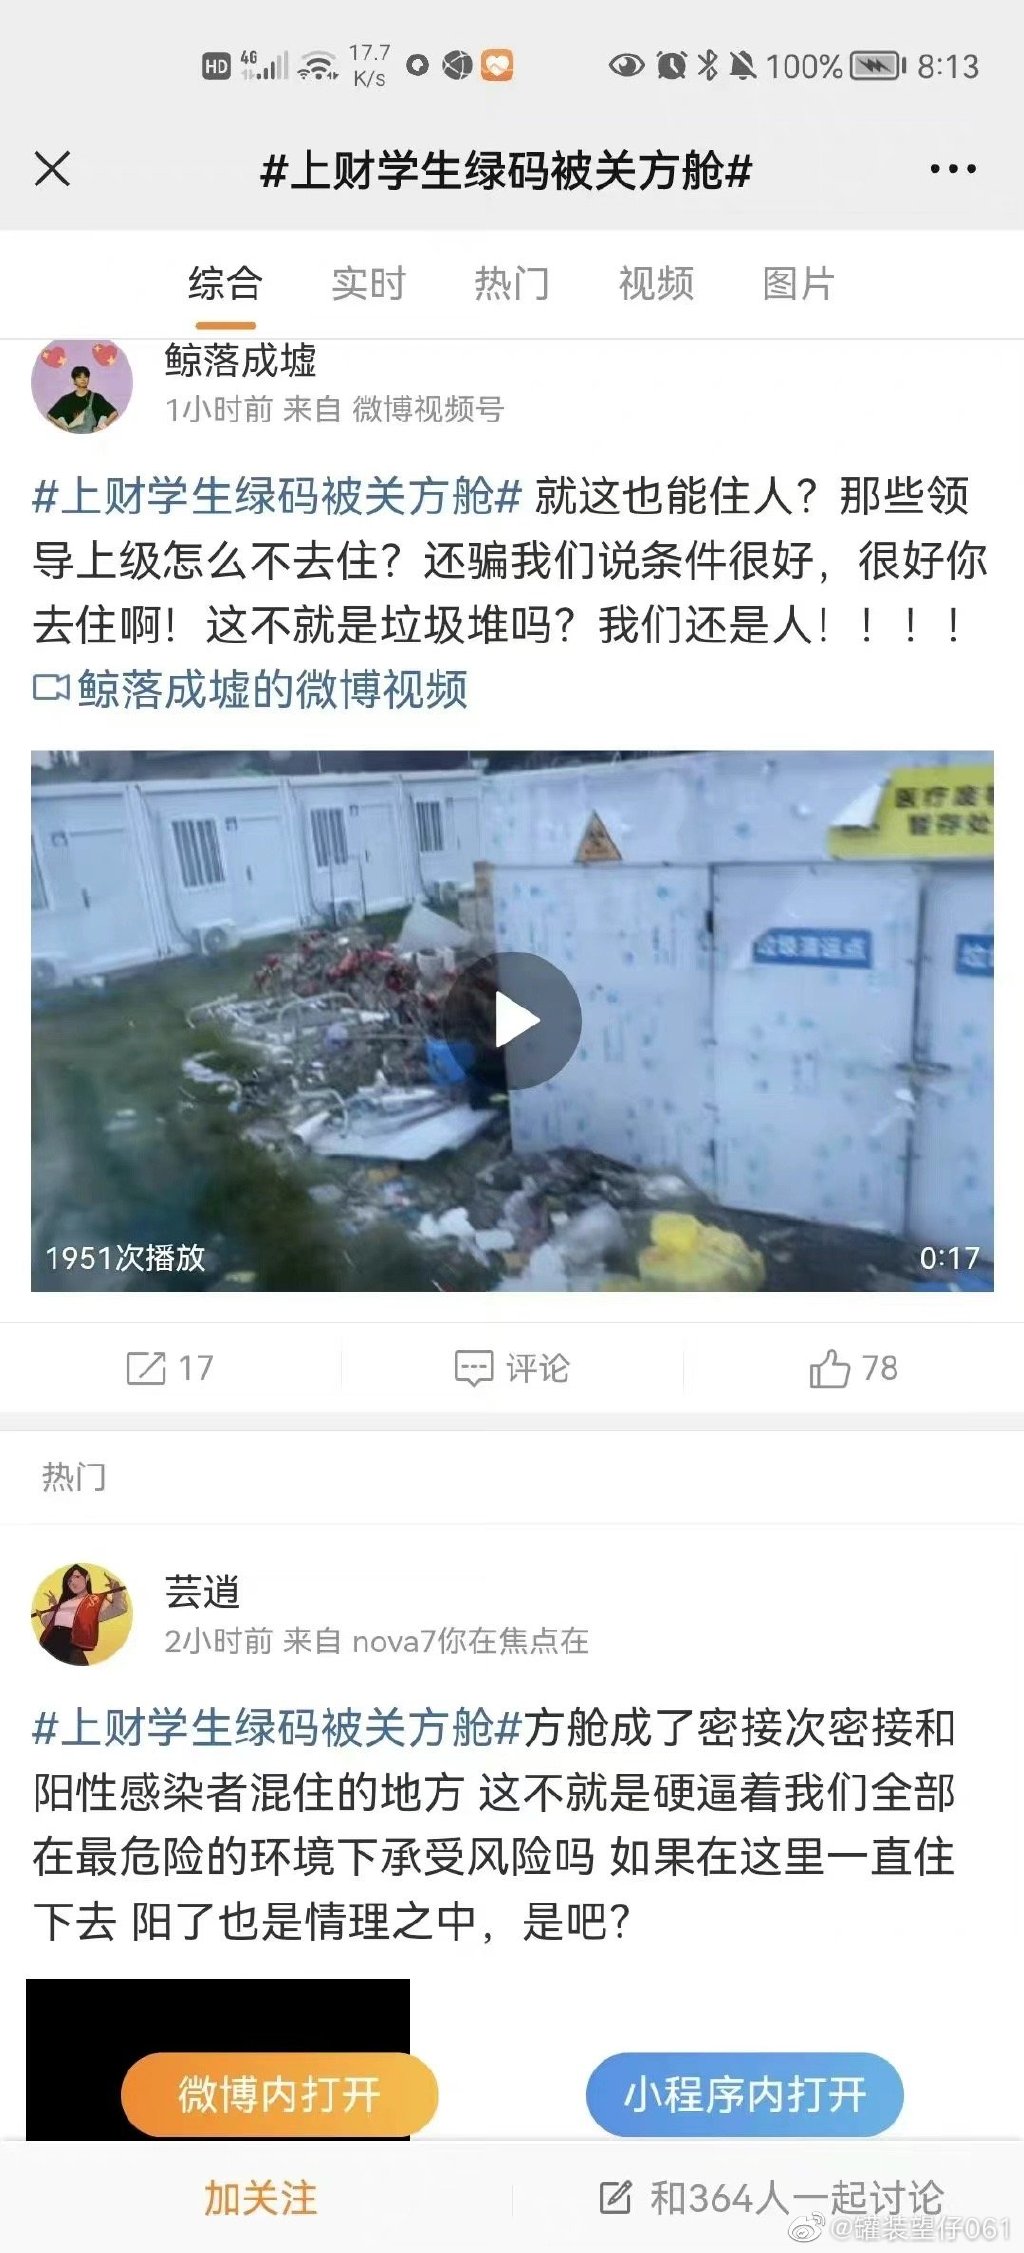 HD 4G 17.7 K/s 100% 8:13
#上财学生绿码被关方舱#
综合 实时 热门 视频 图片
鲸落成墟
1小时前 来自 微博视频号
#上财学生绿码被关方舱# 就这也能住人？那些领
导上级怎么不去住？还骗我们说条件很好，很好你
去住啊！这不就是垃圾堆吗？我们还是人！！！！
鲸落成墟的微博视频
医疗废
暂存处
垃圾清运点
1951次播放 0:17
17 评论 78
热门
芸逍
2小时前 来自 nova7你在焦点在
#上财学生绿码被关方舱#方舱成了密接次密接和
阳性感染者混住的地方 这不就是硬逼着我们全部
在最危险的环境下承受风险吗 如果在这里一直住
下去 阳了也是情理之中，是吧？
微博内打开 小程序内打开
加关注 和364人一起讨论
@罐装望仔061